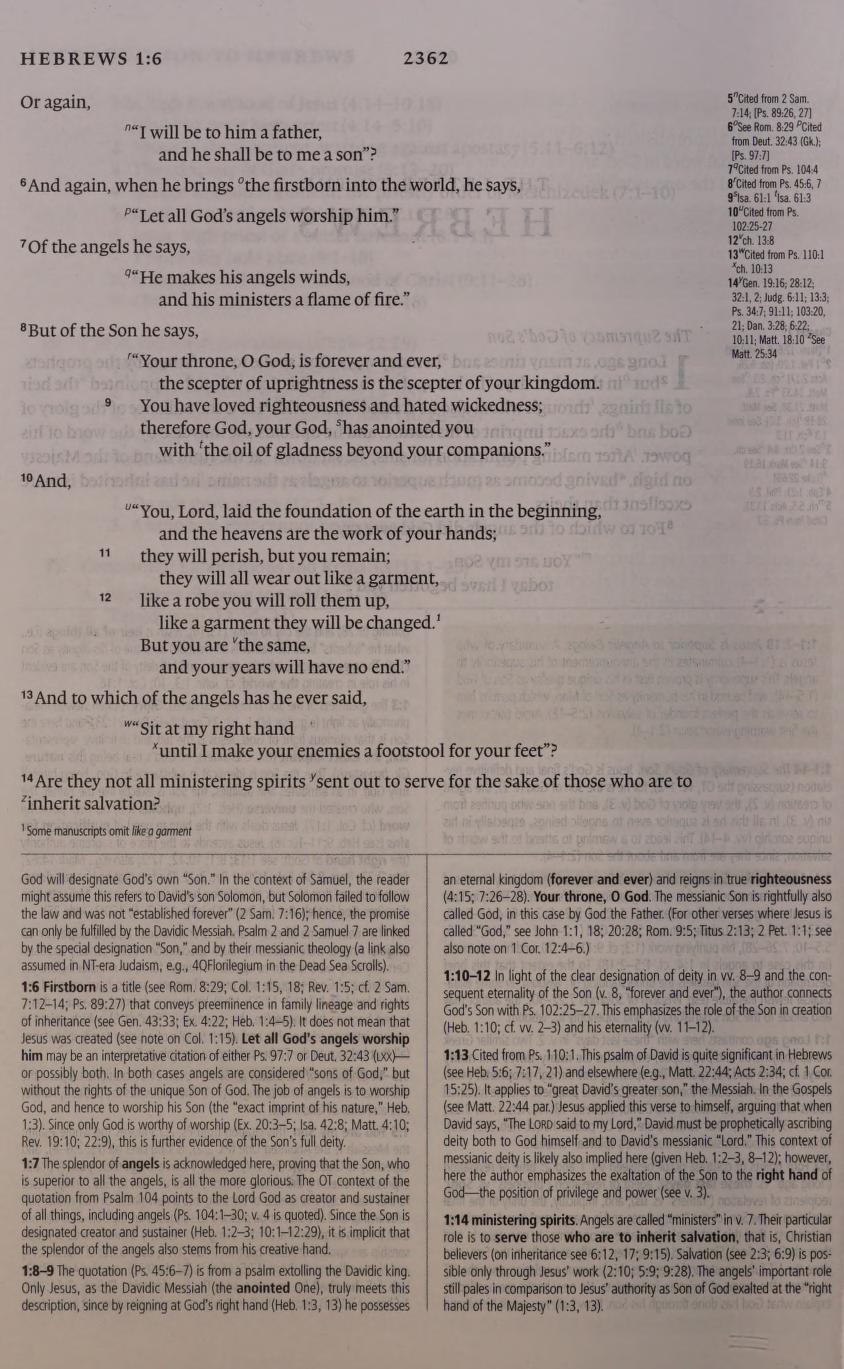 HEBREWS 1:6
2362
Or again,
n“I will be to him a father,
and he shall be to me a son”?
6 And again, when he brings o the firstborn into the world, he says,
p“Let all God’s angels worship him.”
7 Of the angels he says,
q“He makes his angels winds,
and his ministers a flame of fire.”
8 But of the Son he says,
r“Your throne, O God, is forever and ever,
the scepter of uprightness is the scepter of your kingdom.
9 You have loved righteousness and hated wickedness;
therefore God, your God, s has anointed you
with t the oil of gladness beyond your companions.”
10 And,
u“You, Lord, laid the foundation of the earth in the beginning,
and the heavens are the work of your hands;
11 they will perish, but you remain;
they will all wear out like a garment,
12 like a robe you will roll them up,
like a garment they will be changed.1
But you are v the same,
and your years will have no end.”
13 And to which of the angels has he ever said,
w“Sit at my right hand
x until I make your enemies a footstool for your feet”?
14 Are they not all ministering spirits y sent out to serve for the sake of those who are to
z inherit salvation?
1 Some manuscripts omit like a garment
5 n Cited from 2 Sam.
7:14; [Ps. 89:26, 27]
6 o See Rom. 8:29 p Cited
from Deut. 32:43 (Gk.);
[Ps. 97:7]
7 q Cited from Ps. 104:4
8 r Cited from Ps. 45:6, 7
9 s Isa. 61:1 t Isa. 61:3
10 u Cited from Ps.
102:25-27
12 v ch. 13:8
13 w Cited from Ps. 110:1
x ch. 10:13
14 y Gen. 19:16; 28:12;
32:1, 2; Judg. 6:11; 13:3;
Ps. 34:7; 91:11; 103:20,
21; Dan. 3:28; 6:22;
10:11; Matt. 18:10 z See
Matt. 25:34
God will designate God’s own “Son.” In the context of Samuel, the reader
might assume this refers to David’s son Solomon, but Solomon failed to follow
the law and was not “established forever” (2 Sam. 7:16); hence, the promise
can only be fulfilled by the Davidic Messiah. Psalm 2 and 2 Samuel 7 are linked
by the special designation “Son,” and by their messianic theology (a link also
assumed in NT-era Judaism, e.g., 4QFlorilegium in the Dead Sea Scrolls).
1:6 Firstborn is a title (see Rom. 8:29; Col. 1:15, 18; Rev. 1:5; cf. 2 Sam.
7:12–14; Ps. 89:27) that conveys preeminence in family lineage and rights
of inheritance (see Gen. 43:33; Ex. 4:22; Heb. 1:4–5). It does not mean that
Jesus was created (see note on Col. 1:15). Let all God’s angels worship
him may be an interpretative citation of either Ps. 97:7 or Deut. 32:43 (LXX)—
or possibly both. In both cases angels are considered “sons of God,” but
without the rights of the unique Son of God. The job of angels is to worship
God, and hence to worship his Son (the “exact imprint of his nature,” Heb.
1:3). Since only God is worthy of worship (Ex. 20:3–5; Isa. 42:8; Matt. 4:10;
Rev. 19:10; 22:9), this is further evidence of the Son’s full deity.
1:7 The splendor of angels is acknowledged here, proving that the Son, who
is superior to all the angels, is all the more glorious. The OT context of the
quotation from Psalm 104 points to the Lord God as creator and sustainer
of all things, including angels (Ps. 104:1–30; v. 4 is quoted). Since the Son is
designated creator and sustainer (Heb. 1:2–3; 10:1–12:29), it is implicit that
the splendor of the angels also stems from his creative hand.
1:8–9 The quotation (Ps. 45:6–7) is from a psalm extolling the Davidic king.
Only Jesus, as the Davidic Messiah (the anointed One), truly meets this
description, since by reigning at God’s right hand (Heb. 1:3, 13) he possesses
an eternal kingdom (forever and ever) and reigns in true righteousness
(4:15; 7:26–28). Your throne, O God. The messianic Son is rightfully also
called God, in this case by God the Father. (For other verses where Jesus is
called “God,” see John 1:1, 18; 20:28; Rom. 9:5; Titus 2:13; 2 Pet. 1:1; see
also note on 1 Cor. 12:4–6.)
1:10–12 In light of the clear designation of deity in vv. 8–9 and the con-
sequent eternality of the Son (v. 8, “forever and ever”), the author connects
God’s Son with Ps. 102:25–27. This emphasizes the role of the Son in creation
(Heb. 1:10; cf. vv. 2–3) and his eternality (vv. 11–12).
1:13 Cited from Ps. 110:1. This psalm of David is quite significant in Hebrews
(see Heb. 5:6; 7:17, 21) and elsewhere (e.g., Matt. 22:44; Acts 2:34; cf. 1 Cor.
15:25). It applies to “great David’s greater son,” the Messiah. In the Gospels
(see Matt. 22:44 par.) Jesus applied this verse to himself, arguing that when
David says, “The LORD said to my Lord,” David must be prophetically ascribing
deity both to God himself and to David’s messianic “Lord.” This context of
messianic deity is likely also implied here (given Heb. 1:2–3, 8–12); however,
here the author emphasizes the exaltation of the Son to the right hand of
God—the position of privilege and power (see v. 3).
1:14 ministering spirits. Angels are called “ministers” in v. 7. Their particular
role is to serve those who are to inherit salvation, that is, Christian
believers (on inheritance see 6:12, 17; 9:15). Salvation (see 2:3; 6:9) is pos-
sible only through Jesus’ work (2:10; 5:9; 9:28). The angels’ important role
still pales in comparison to Jesus’ authority as Son of God exalted at the “right
hand of the Majesty” (1:3, 13).